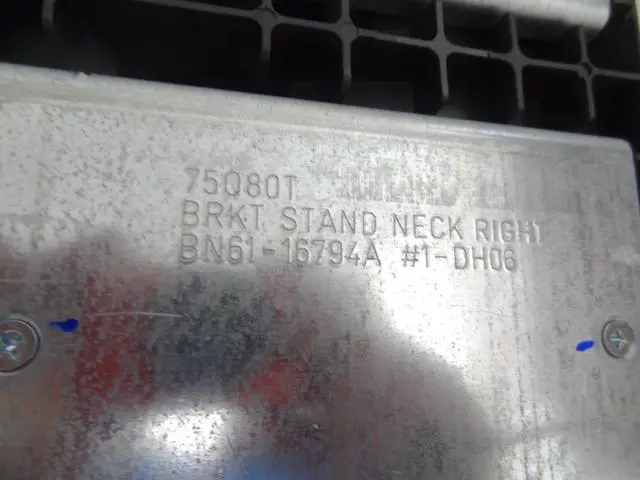 75Q80T
BRKT STAND NECK RIGHT
BN61-16794A #1-DH06